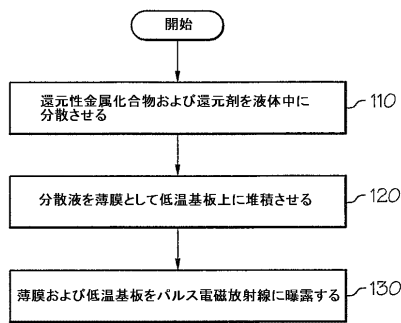 開始
還元性金属化合物および還元剤を液体中に
分散させる
110
分散液を薄膜として低温基板上に堆積させる
120
薄膜および低温基板をパルス電磁放射線に曝露する
130